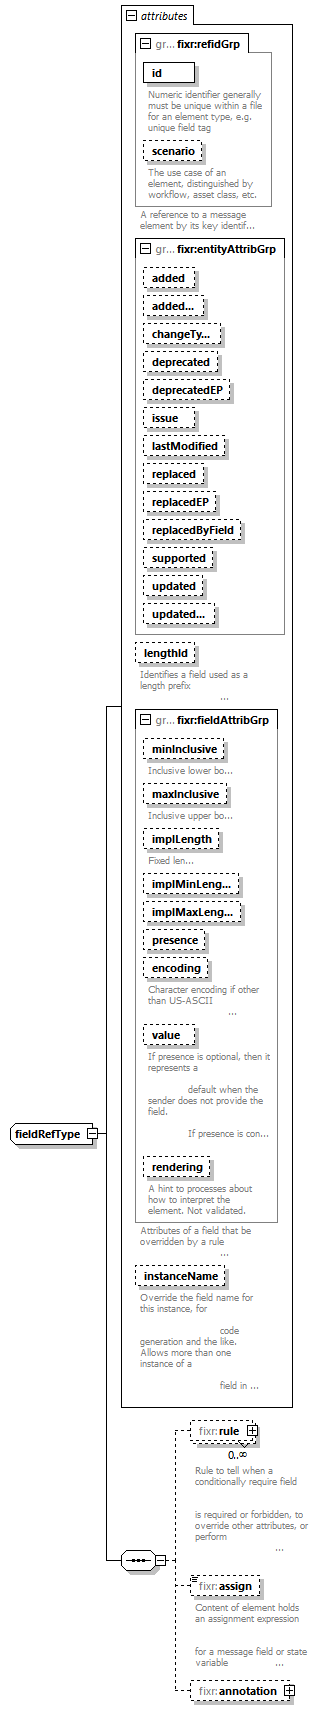 attributes
gr... fixr:refidGrp
id
Numeric identifier generally
must be unique within a file
for an element type, e.g.
unique field tag
scenario
The use case of an
element, distinguished by
workflow, asset class, etc.
A reference to a message
element by its key identif...
gr... fixr:entityAttribGrp
added
added...
changeTy...
deprecated
deprecatedEP
issue
lastModified
replaced
replacedEP
replacedByField
supported
updated
updated...
lengthId
Identifies a field used as a
length prefix
...
gr... fixr:fieldAttribGrp
minInclusive
Inclusive lower bo...
maxInclusive
Inclusive upper bo...
implLength
Fixed len...
implMinLeng...
implMaxLeng...
presence
encoding
Character encoding if other
than US-ASCII
...
value
If presence is optional, then it
represents a
default when the
sender does not provide the
field.
If presence is con...
rendering
A hint to processes about
how to interpret the
element. Not validated.
Attributes of a field that be
overridden by a rule
...
instanceName
Override the field name for
this instance, for
code
generation and the like.
Allows more than one
instance of a
field in ...
fieldRefType
fixr:rule
0..∞
Rule to tell when a
conditionally require field
is required or forbidden, to
override other attributes, or
perform
...
fixr:assign
Content of element holds
an assignment expression
for a message field or state
variable ...
fixr:annotation